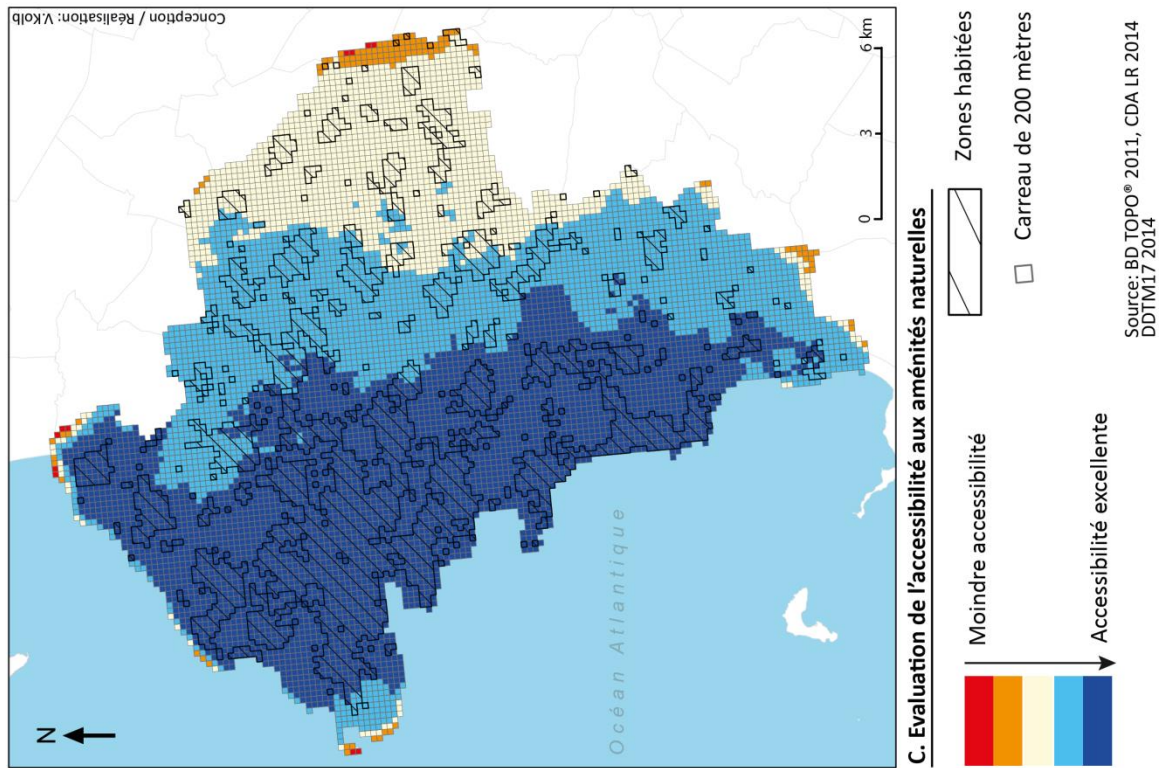 Conception / Réalisation: V.Kolb
N
Océan Atlantique
0 3 6 km
C. Evaluation de l'accessibilité aux aménités naturelles
Moindre accessibilité
Accessibilité excellente
Zones habitées
Carreau de 200 mètres
Source: BD TOPO® 2011, CDA LR 2014
DDTM17 2014